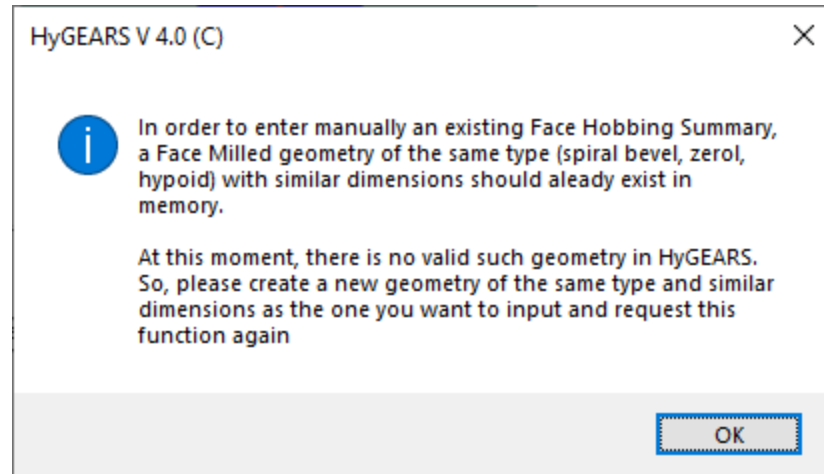 HyGEARS V 4.0 (C)
In order to enter manually an existing Face Hobbing Summary,
a Face Milled geometry of the same type (spiral bevel, zerol,
hypoid) with similar dimensions should aleady exist in
memory.
At this moment, there is no valid such geometry in HyGEARS.
So, please create a new geometry of the same type and similar
dimensions as the one you want to input and request this
function again
OK